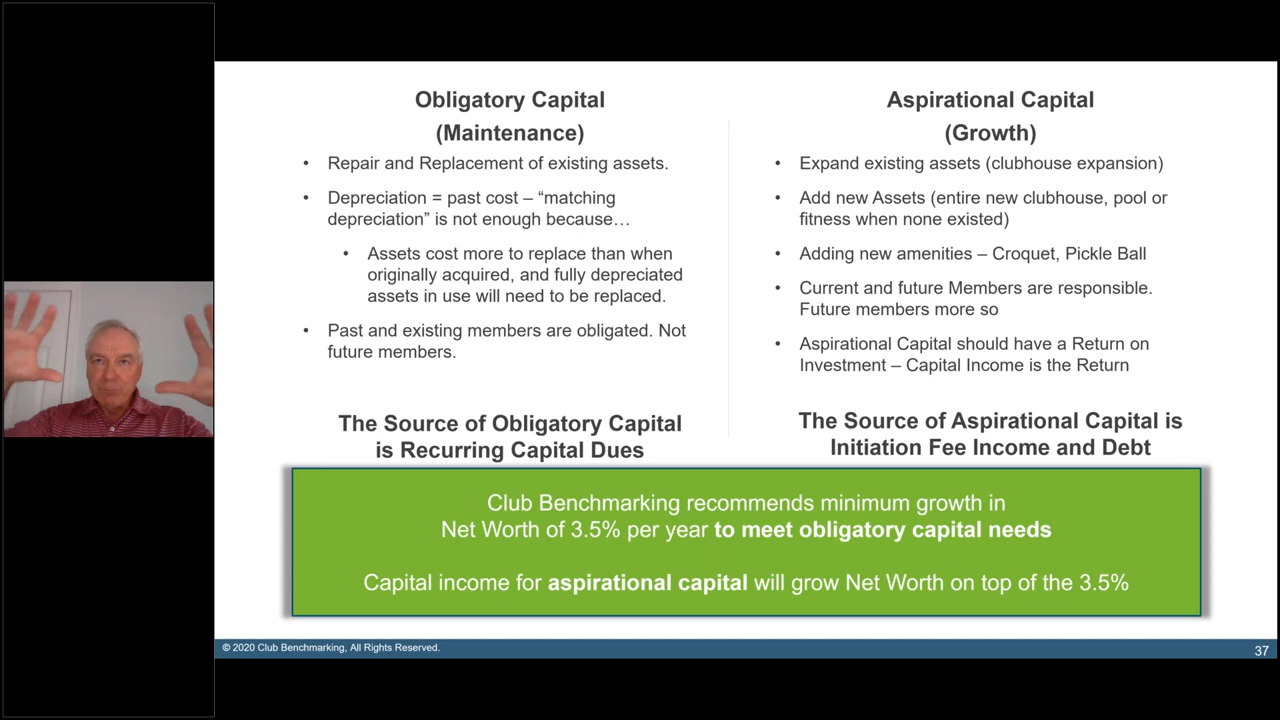 Obligatory Capital
(Maintenance)
• Repair and Replacement of existing assets.
• Depreciation = past cost – “matching
depreciation” is not enough because…
• Assets cost more to replace than when
originally acquired, and fully depreciated
assets in use will need to be replaced.
• Past and existing members are obligated. Not
future members.
The Source of Obligatory Capital
is Recurring Capital Dues
Aspirational Capital
(Growth)
• Expand existing assets (clubhouse expansion)
• Add new Assets (entire new clubhouse, pool or
fitness when none existed)
• Adding new amenities – Croquet, Pickle Ball
• Current and future Members are responsible.
Future members more so
• Aspirational Capital should have a Return on
Investment – Capital Income is the Return
The Source of Aspirational Capital is
Initiation Fee Income and Debt
Club Benchmarking recommends minimum growth in
Net Worth of 3.5% per year to meet obligatory capital needs
Capital income for aspirational capital will grow Net Worth on top of the 3.5%
© 2020 Club Benchmarking, All Rights Reserved.
37